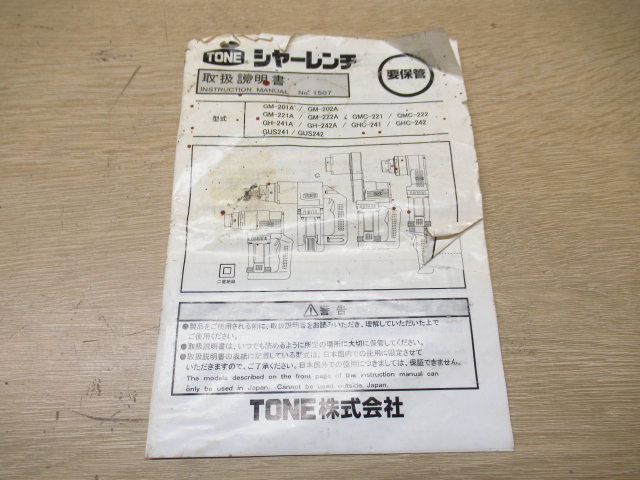 TONE® シヤーレンチ
取扱説明書
INSTRUCTION MANUAL No. 1507
要保管
型式
GM-201A / GM-202A
GM-221A / GM-222A / GMC-221 / GMC-222
GH-241A / GH-242A / GHC-241 / GHC-242
GUS241 / GUS242
TONE
二重絶縁
⚠警告
●製品をご使用される前に、取扱説明書をお読みいただき、理解していただいた上で
ご使用ください。
●取扱説明書は、いつでも読めるように所定の場所に大切に保管してください。
●取扱説明書の表紙に記載している型式は、日本国内での使用に限定させて
いただきますので、ご了承ください。日本国外での使用につきましては、保証できません。
The models described on the front page of the instruction manual can
only be used in Japan. Cannot be used outside Japan.
TONE株式会社